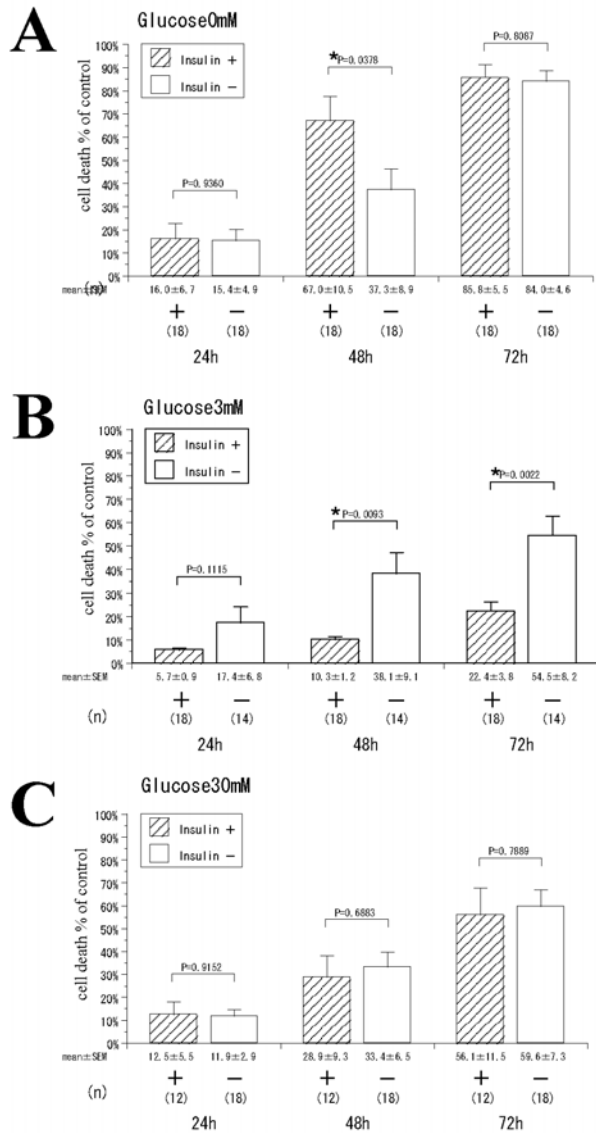 A
Glucose0mM
Insulin +
Insulin −
cell death % of control
100%
90%
80%
70%
60%
50%
40%
30%
20%
10%
0%
P=0.9360
*P=0.0378
P=0.8087
mean±SEM 16.0±6.7 15.4±4.9 67.0±10.5 37.3±8.9 85.8±5.5 84.0±4.6
(n)
+ − + − + −
(18) (18) (18) (18) (18) (18)
24h 48h 72h
B
Glucose3mM
Insulin +
Insulin −
cell death % of control
100%
90%
80%
70%
60%
50%
40%
30%
20%
10%
0%
P=0.1115
*P=0.0093
*P=0.0022
mean±SEM 5.7±0.9 17.4±6.8 10.3±1.2 38.1±9.1 22.4±3.8 54.5±8.2
+ − + − + −
(n) (18) (14) (18) (14) (18) (14)
24h 48h 72h
C
Glucose30mM
Insulin +
Insulin −
cell death % of control
100%
90%
80%
70%
60%
50%
40%
30%
20%
10%
0%
P=0.9152
P=0.6883
P=0.7889
mean±SEM 12.5±5.5 11.9±2.9 28.9±9.3 33.4±6.5 56.1±11.5 59.6±7.3
+ − + − + −
(n) (12) (18) (12) (18) (12) (18)
24h 48h 72h